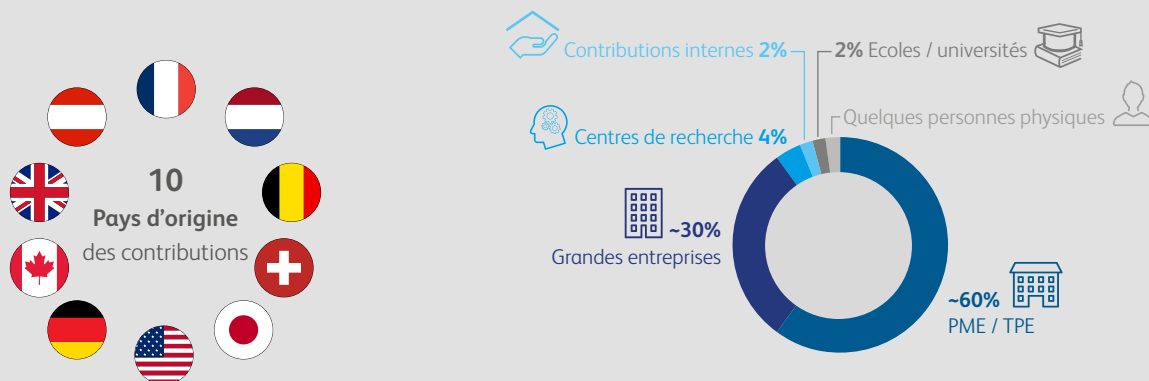 10
Pays d’origine
des contributions
Contributions internes 2%
2% Ecoles / universités
Quelques personnes physiques
Centres de recherche 4%
~30%
Grandes entreprises
~60%
PME / TPE